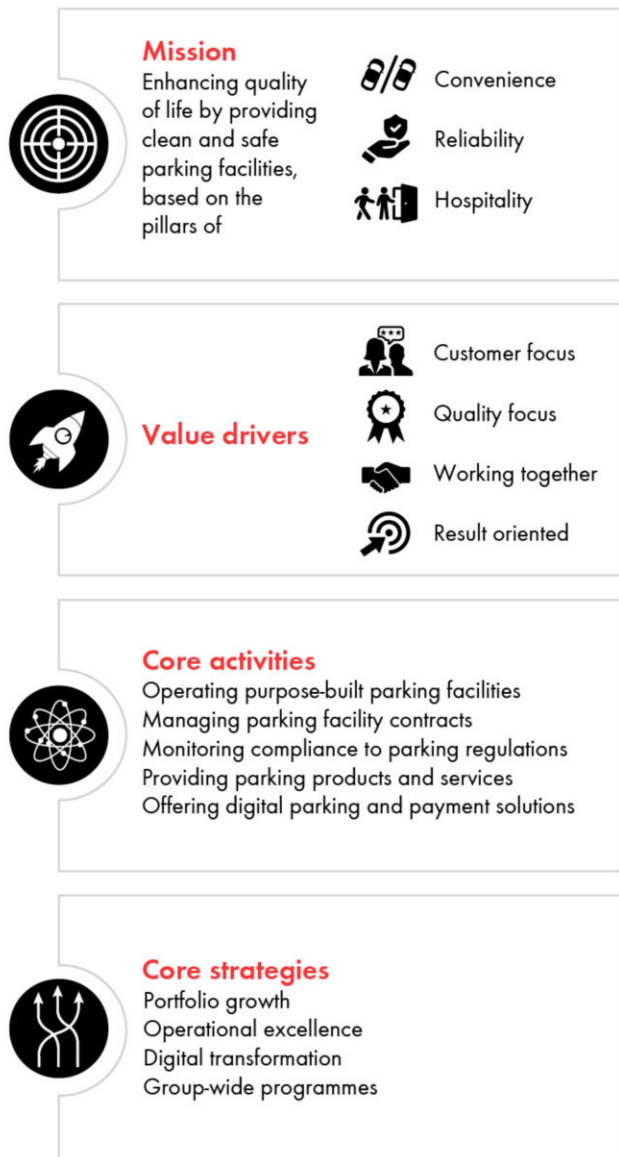 Mission
Enhancing quality
of life by providing
clean and safe
parking facilities,
based on the
pillars of
Convenience
Reliability
Hospitality
Value drivers
Customer focus
Quality focus
Working together
Result oriented
Core activities
Operating purpose-built parking facilities
Managing parking facility contracts
Monitoring compliance to parking regulations
Providing parking products and services
Offering digital parking and payment solutions
Core strategies
Portfolio growth
Operational excellence
Digital transformation
Group-wide programmes